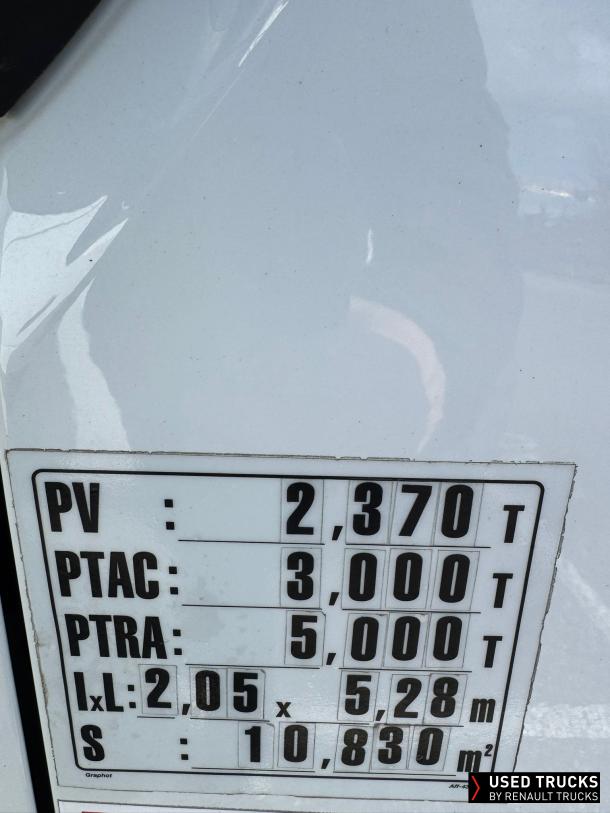 PV : 2,370 T
PTAC: 3,000 T
PTRA: 5,000 T
IxL: 2,05 x 5,28 m
S : 10,830 m²
Graphot
USED TRUCKS
BY RENAULT TRUCKS